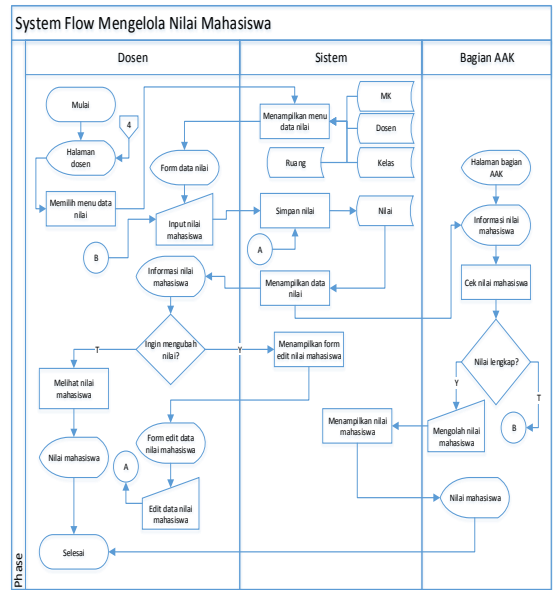 System Flow Mengelola Nilai Mahasiswa
Phase
Dosen
Sistem
Bagian AAK
Mulai
4
Halaman
dosen
Memilih menu data
nilai
Form data nilai
Input nilai
mahasiswa
B
Informasi nilai
mahasiswa
Ingin mengubah
nilai?
T
Y
Melihat nilai
mahasiswa
Nilai mahasiswa
Form edit data
nilai mahasiswa
A
Edit data nilai
mahasiswa
Selesai
Menampilkan menu
data nilai
MK
Dosen
Ruang
Kelas
Simpan nilai
Nilai
A
Menampilkan data
nilai
Menampilkan form
edit nilai mahasiswa
Menampilkan nilai
mahasiswa
Halaman bagian
AAK
Informasi nilai
mahasiswa
Cek nilai mahasiswa
Nilai lengkap?
Y
T
B
Mengolah nilai
mahasiswa
Nilai mahasiswa